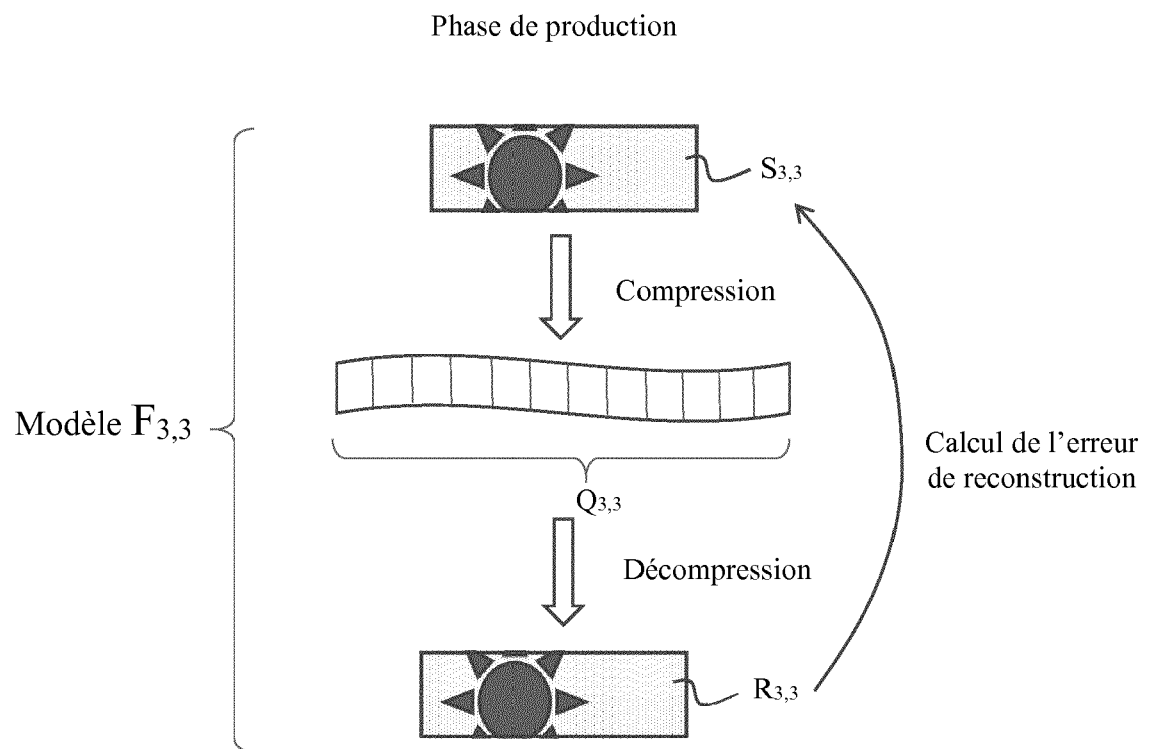 Phase de production
S3,3
Compression
Modèle F3,3
Q3,3
Calcul de l’erreur
de reconstruction
Décompression
R3,3